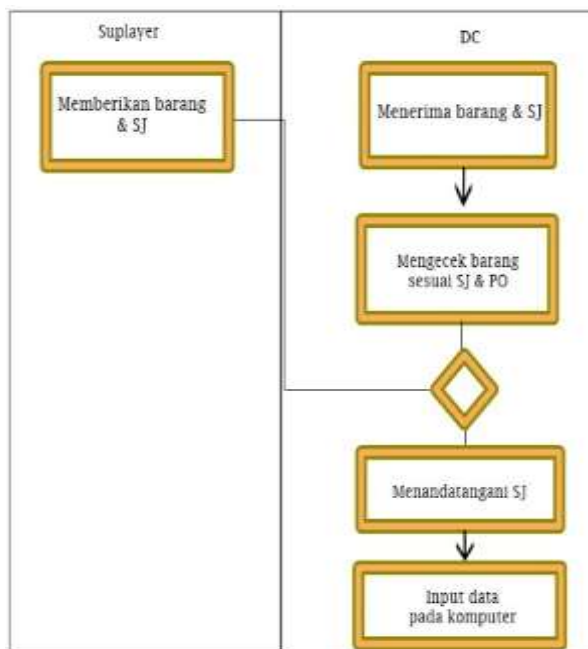 Suplayer
DC
Memberikan barang
& SJ
Menerima barang & SJ
Mengecek barang
sesuai SJ & PO
Menandatangani SJ
Input data
pada komputer